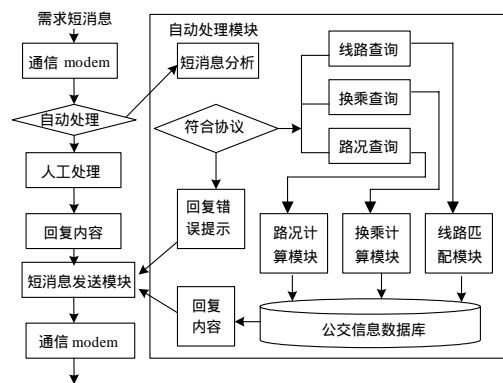 需求短消息
通信 modem
自动处理
人工处理
回复内容
短消息发送模块
通信 modem
自动处理模块
短消息分析
符合协议
回复错
误提示
回复
内容
线路查询
换乘查询
路况查询
路况计
算模块
换乘计
算模块
线路匹
配模块
公交信息数据库